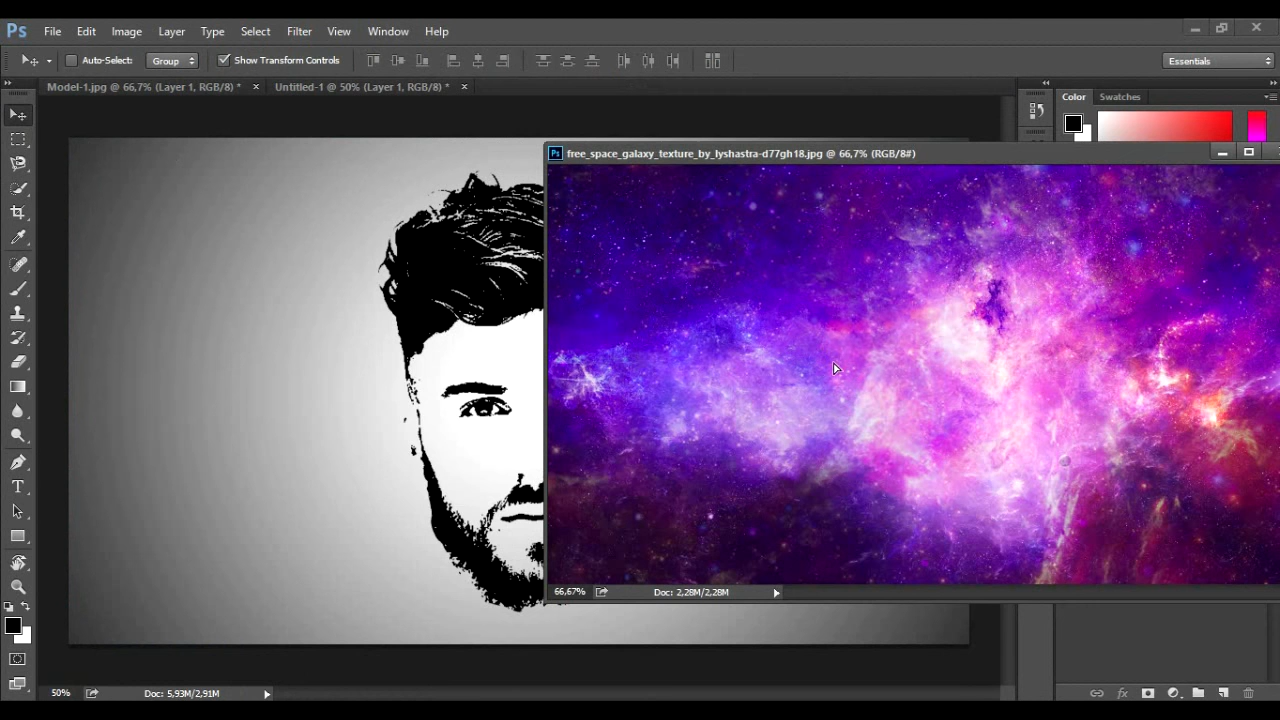 Ps File Edit Image Layer Type Select Filter View Window Help
Auto-Select: Group Show Transform Controls Essentials
Model-1.jpg @ 66,7% (Layer 1, RGB/8) * Untitled-1 @ 50% (Layer 1, RGB/8) *
Color Swatches
Ps free_space_galaxy_texture_by_lyshastra-d77gh18.jpg @ 66,7% (RGB/8#)
66,67% Doc: 2,28M/2,28M
50% Doc: 5,93M/2,91M
fx